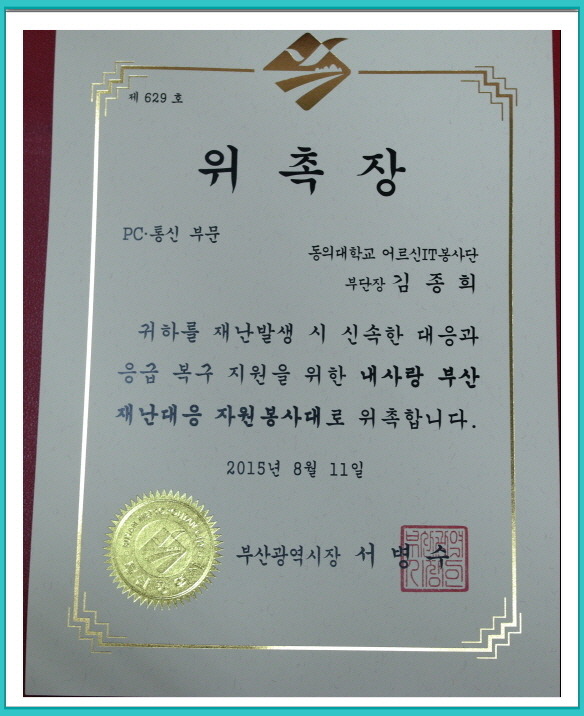 제 629 호
위 촉 장
PC·통신 부문
동의대학교 어르신IT봉사단
부단장 김 종 희
귀하를 재난발생 시 신속한 대응과
응급 복구 지원을 위한 내사랑 부산
재난대응 자원봉사대로 위촉합니다.
2015년 8월 11일
부산광역시장 서 병 수